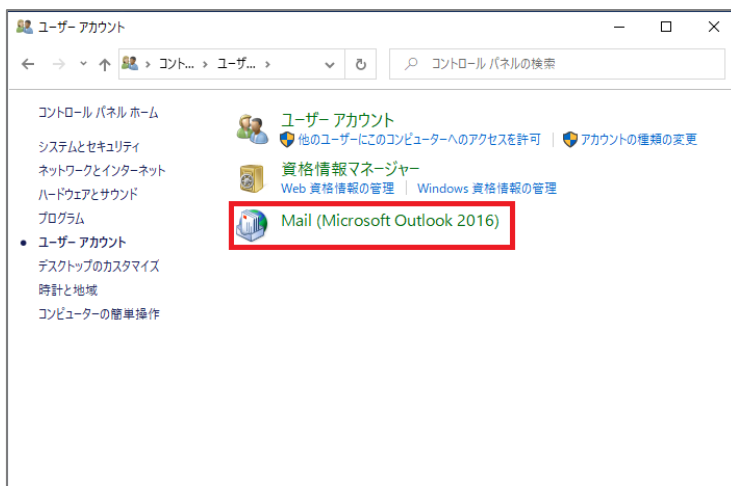 ユーザー アカウント
コント... › ユーザ... ›
コントロール パネルの検索
コントロール パネル ホーム
システムとセキュリティ
ネットワークとインターネット
ハードウェアとサウンド
プログラム
ユーザー アカウント
デスクトップのカスタマイズ
時計と地域
コンピューターの簡単操作
ユーザー アカウント
他のユーザーにこのコンピューターへのアクセスを許可 | アカウントの種類の変更
資格情報マネージャー
Web 資格情報の管理 | Windows 資格情報の管理
Mail (Microsoft Outlook 2016)